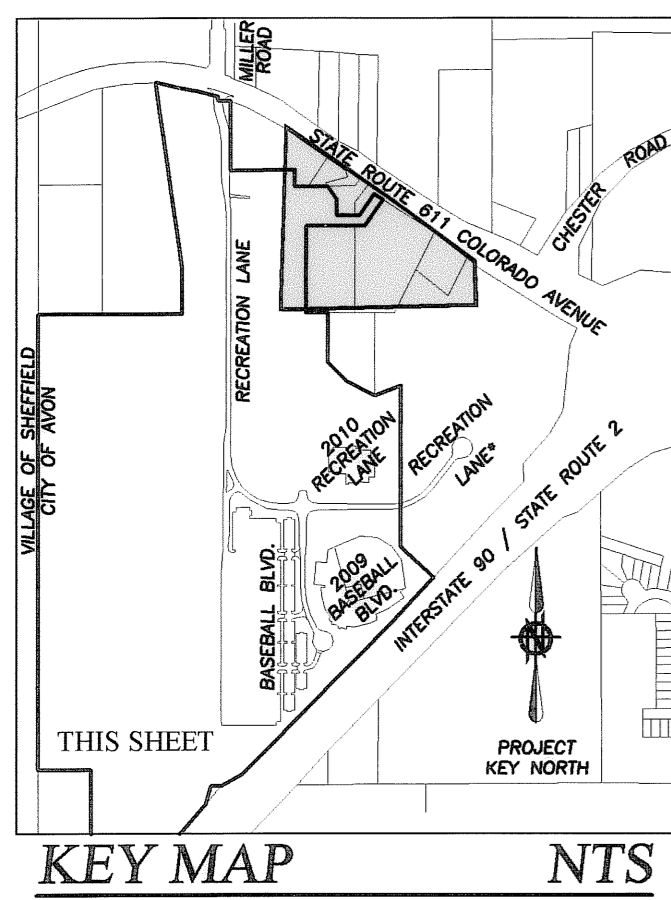 MILLER
ROAD
STATE ROUTE 611 COLORADO AVENUE
CHESTER ROAD
RECREATION LANE
VILLAGE OF SHEFFIELD
CITY OF AVON
2010
RECREATION
LANE
RECREATION
LANE*
INTERSTATE 90 / STATE ROUTE 2
BASEBALL BLVD.
2009
BASEBALL
BLVD.
N
THIS SHEET
PROJECT
KEY NORTH
KEY MAP NTS